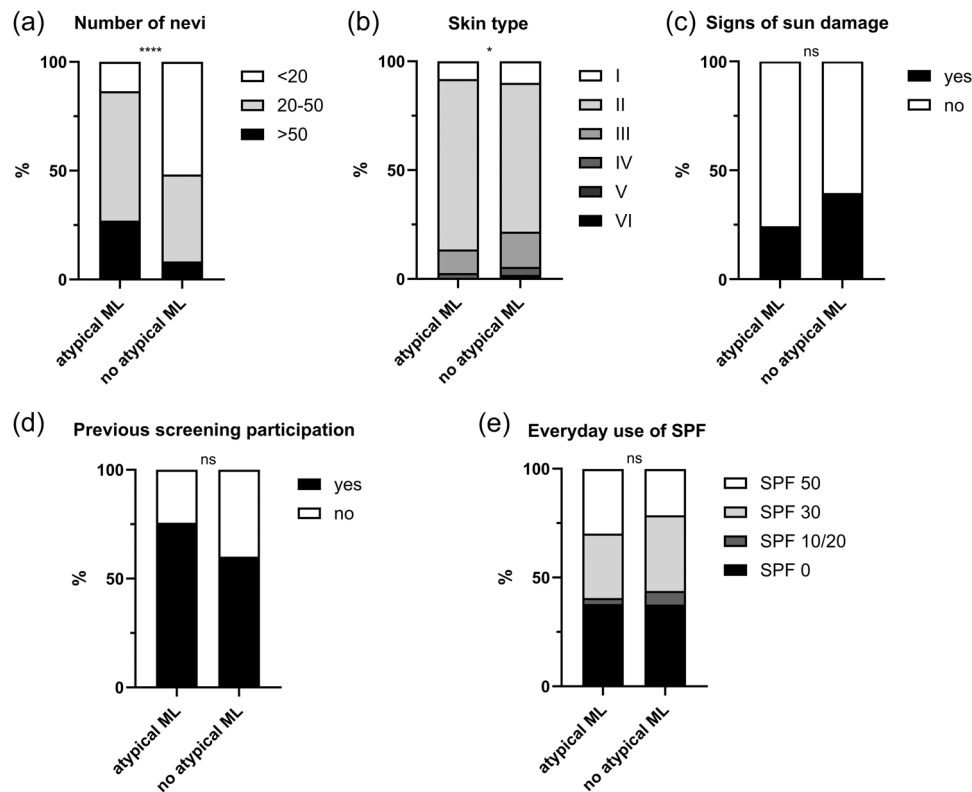 (a) Number of nevi
****
100
50
0
%
<20
20-50
>50
atypical ML
no atypical ML
(b) Skin type
*
100
50
0
%
I
II
III
IV
V
VI
atypical ML
no atypical ML
(c) Signs of sun damage
ns
100
50
0
%
yes
no
atypical ML
no atypical ML
(d) Previous screening participation
ns
100
50
0
%
yes
no
atypical ML
no atypical ML
(e) Everyday use of SPF
ns
100
50
0
%
SPF 50
SPF 30
SPF 10/20
SPF 0
atypical ML
no atypical ML